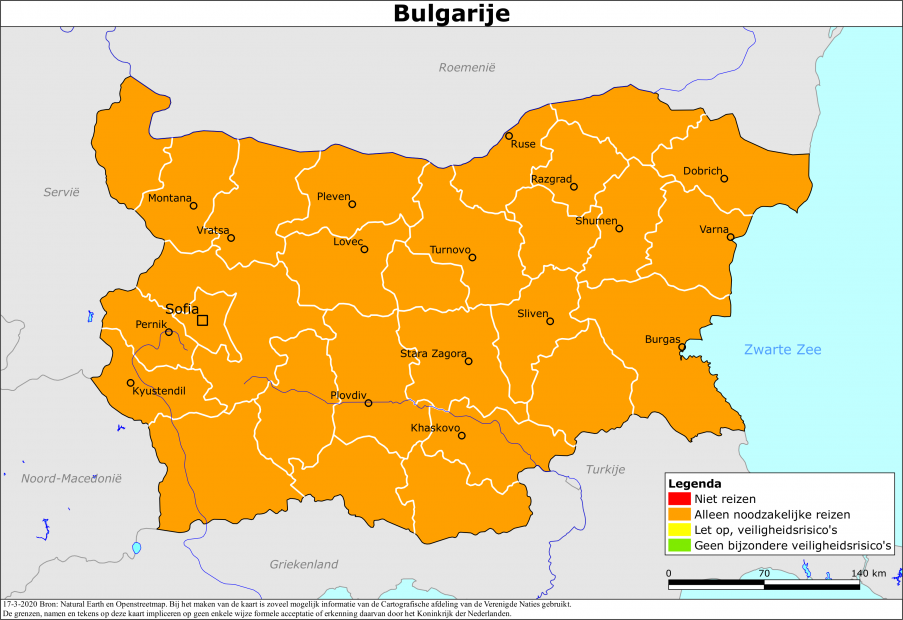 Bulgarije
Roemenië
Ruse
Dobrich
Razgrad
Servië
Montana
Pleven
Shumen
Varna
Vratsa
Lovec
Turnovo
Sofia
Sliven
Pernik
Burgas
Zwarte Zee
Stara Zagora
Kyustendil
Plovdiv
Khaskovo
Noord-Macedonië
Turkije
Griekenland
Legenda
Niet reizen
Alleen noodzakelijke reizen
Let op, veiligheidsrisico's
Geen bijzondere veiligheidsrisico's
0 70 140 km
17-3-2020 Bron: Natural Earth en Openstreetmap. Bij het maken van de kaart is zoveel mogelijk informatie van de Cartografische afdeling van de Verenigde Naties gebruikt.
De grenzen, namen en tekens op deze kaart impliceren op geen enkele wijze formele acceptatie of erkenning daarvan door het Koninkrijk der Nederlanden.